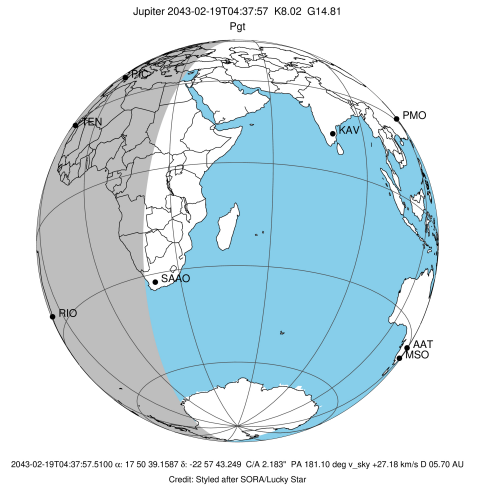 Jupiter 2043-02-19T04:37:57 K8.02 G14.81
Pgt
PIC
TEN
PMO
KAV
SAAO
RIO
AAT
MSO
2043-02-19T04:37:57.5100 α: 17 50 39.1587 δ: -22 57 43.249 C/A 2.183" PA 181.10 deg v_sky +27.18 km/s D 05.70 AU
Credit: Styled after SORA/Lucky Star